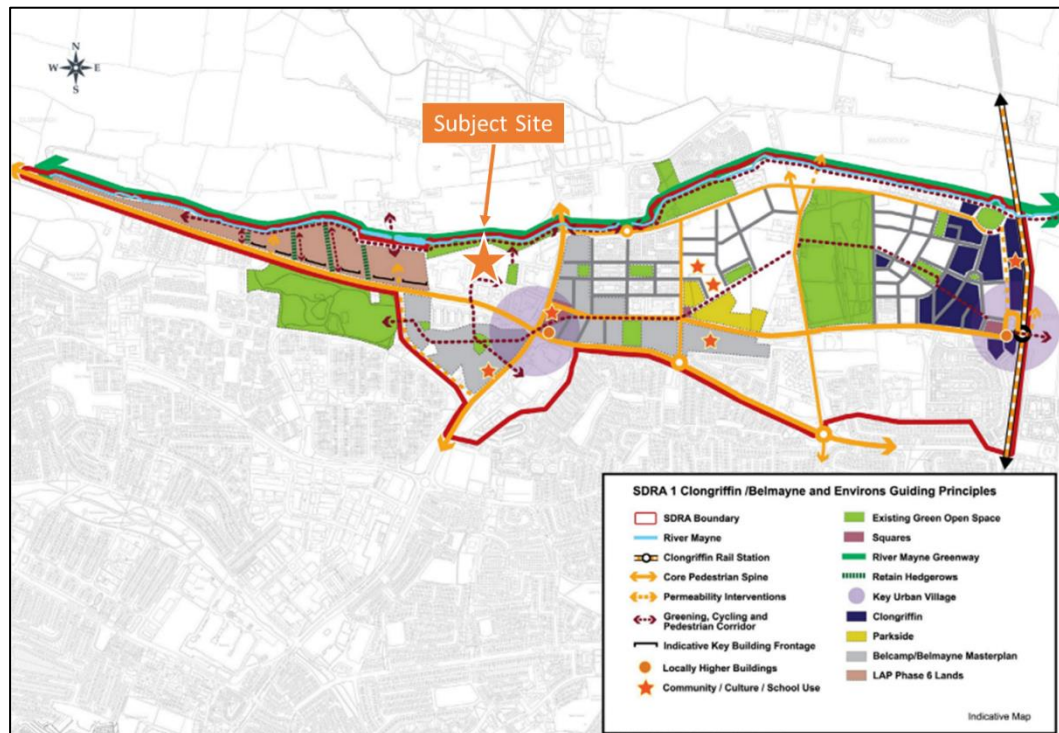 N
W E
S
Subject Site
SDRA 1 Clongriffin /Belmayne and Environs Guiding Principles
SDRA Boundary
River Mayne
Clongriffin Rail Station
Core Pedestrian Spine
Permeability Interventions
Greening, Cycling and
Pedestrian Corridor
Indicative Key Building Frontage
Locally Higher Buildings
Community / Culture / School Use
Existing Green Open Space
Squares
River Mayne Greenway
Retain Hedgerows
Key Urban Village
Clongriffin
Parkside
Belcamp/Belmayne Masterplan
LAP Phase 6 Lands
Indicative Map